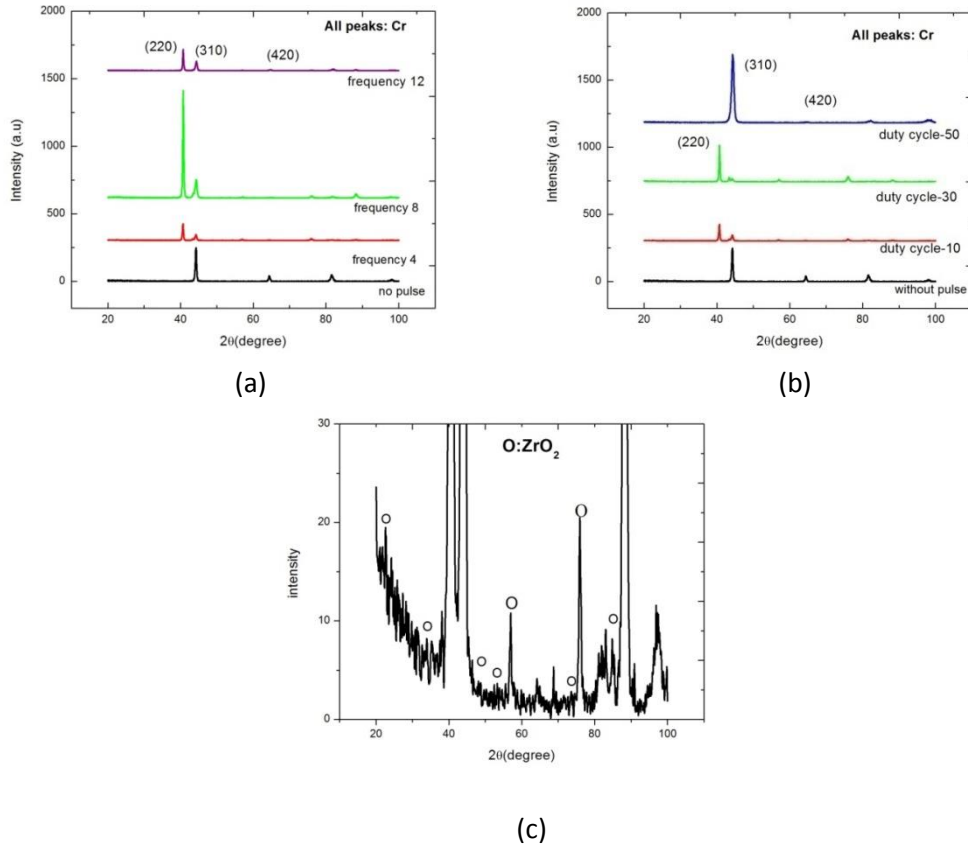 All peaks: Cr
(220)
(310)
(420)
frequency 12
frequency 8
frequency 4
no pulse
2000
1500
1000
500
0
Intensity (a.u)
20 40 60 80 100
2θ(degree)
(a)
All peaks: Cr
(310)
(420)
duty cycle-50
(220)
duty cycle-30
duty cycle-10
without pulse
2000
1500
1000
500
0
Intensity (a.u)
20 40 60 80 100
2θ(degree)
(b)
O:ZrO₂
30
20
10
0
intensity
O
O
O
O
O
O
O
O
20 40 60 80 100
2θ(degree)
(c)